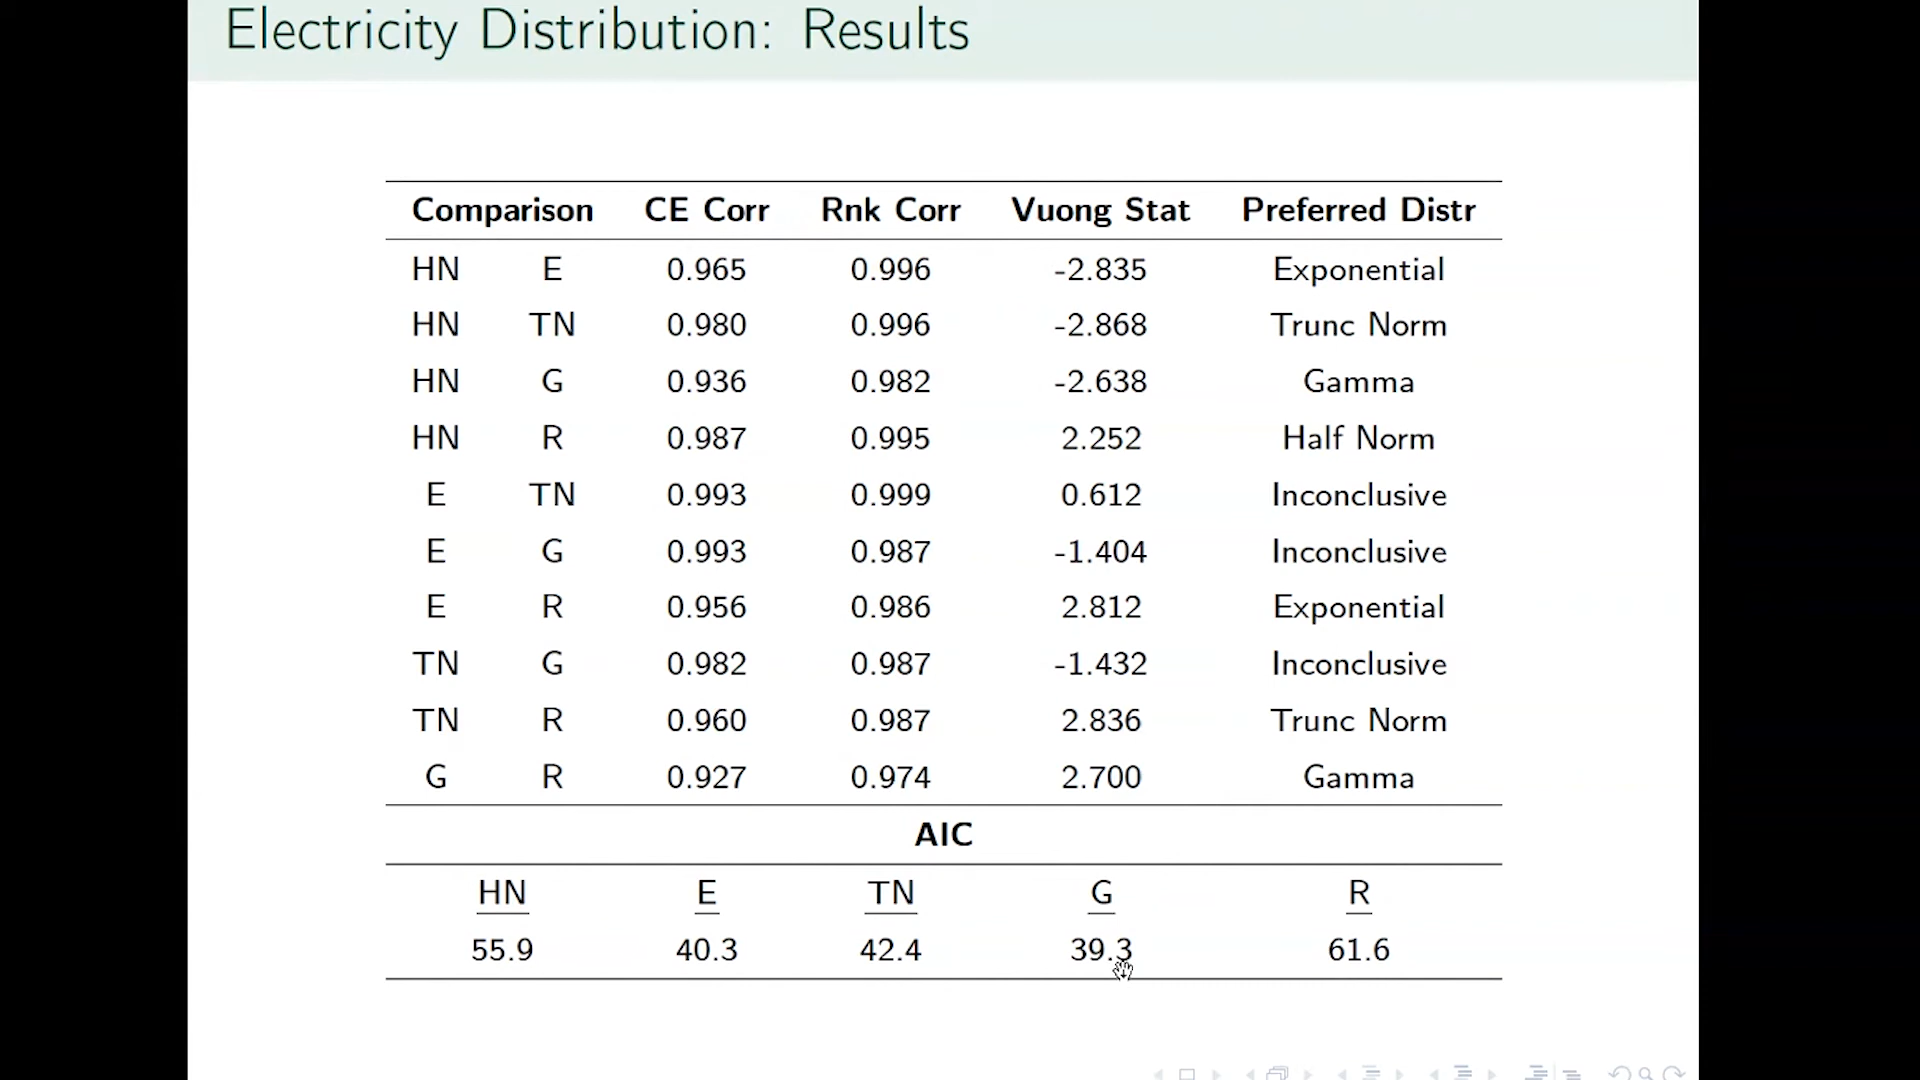 Electricity Distribution: Results
Comparison CE Corr Rnk Corr Vuong Stat Preferred Distr
HN E 0.965 0.996 -2.835 Exponential
HN TN 0.980 0.996 -2.868 Trunc Norm
HN G 0.936 0.982 -2.638 Gamma
HN R 0.987 0.995 2.252 Half Norm
E TN 0.993 0.999 0.612 Inconclusive
E G 0.993 0.987 -1.404 Inconclusive
E R 0.956 0.986 2.812 Exponential
TN G 0.982 0.987 -1.432 Inconclusive
TN R 0.960 0.987 2.836 Trunc Norm
G R 0.927 0.974 2.700 Gamma
AIC
HN E TN G R
55.9 40.3 42.4 39.3 61.6